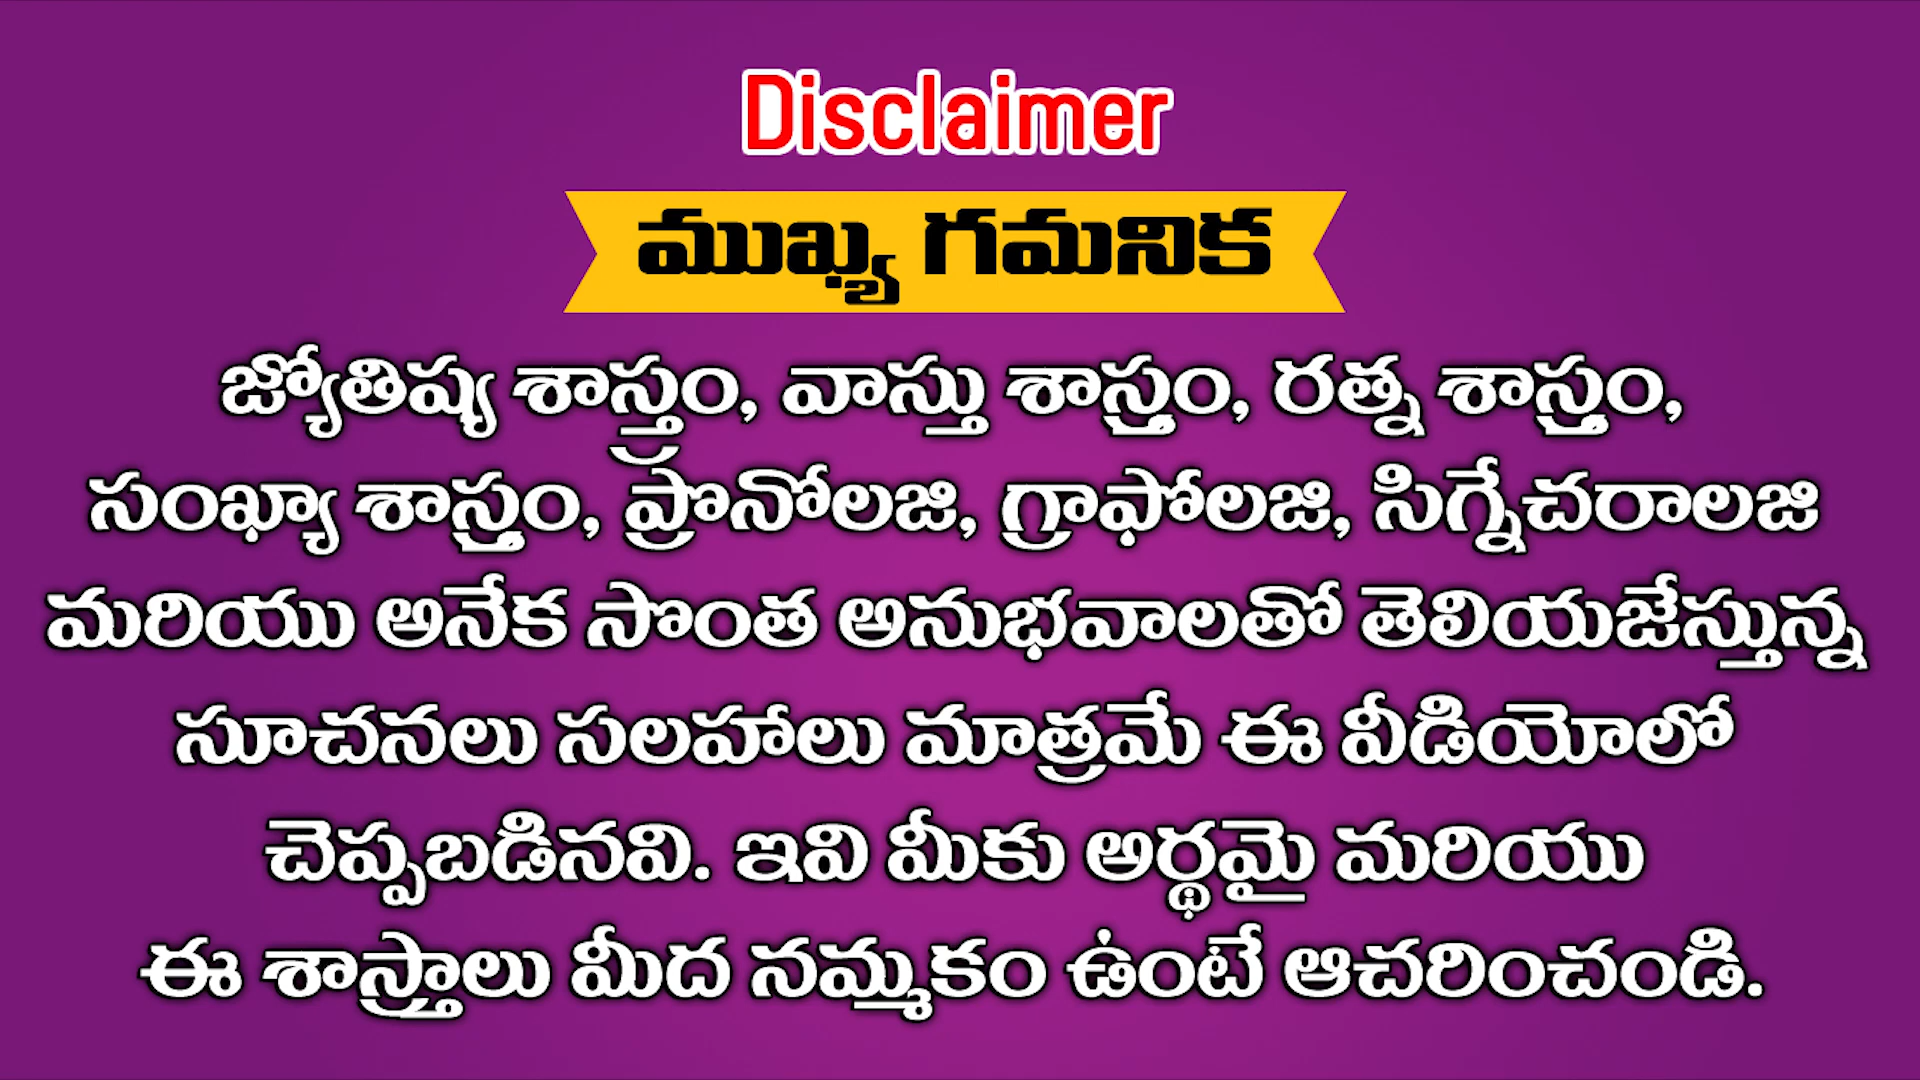 Disclaimer
ముఖ్య గమనిక
జ్యోతిష్య శాస్త్రం, వాస్తు శాస్త్రం, రత్న శాస్త్రం,
సంఖ్యా శాస్త్రం, ప్రొనోలజి, గ్రాఫోలజి, సిగ్నేచరాలజి
మరియు అనేక సొంత అనుభవాలతో తెలియజేస్తున్న
సూచనలు సలహాలు మాత్రమే ఈ వీడియోలో
చెప్పబడినవి. ఇవి మీకు అర్థమై మరియు
ఈ శాస్త్రాలు మీద నమ్మకం ఉంటే ఆచరించండి.